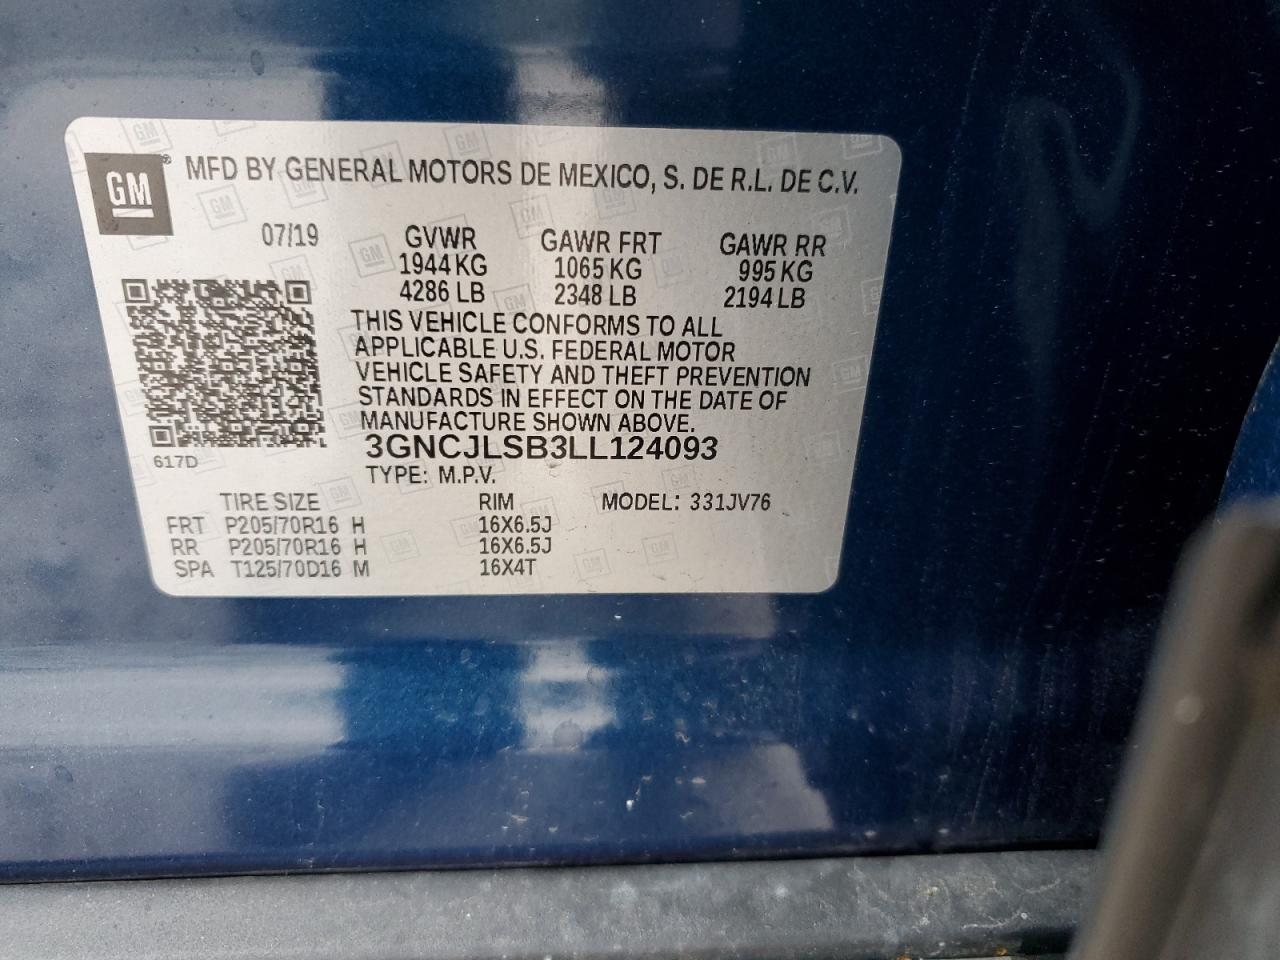 GM ® MFD BY GENERAL MOTORS DE MEXICO, S. DE R.L. DE C.V.
07/19 GVWR GAWR FRT GAWR RR
1944 KG 1065 KG 995 KG
4286 LB 2348 LB 2194 LB
THIS VEHICLE CONFORMS TO ALL
APPLICABLE U.S. FEDERAL MOTOR
VEHICLE SAFETY AND THEFT PREVENTION
STANDARDS IN EFFECT ON THE DATE OF
MANUFACTURE SHOWN ABOVE.
617D 3GNCJLSB3LL124093
TYPE: M.P.V.
TIRE SIZE RIM MODEL: 331JV76
FRT P205/70R16 H 16X6.5J
RR P205/70R16 H 16X6.5J
SPA T125/70D16 M 16X4T